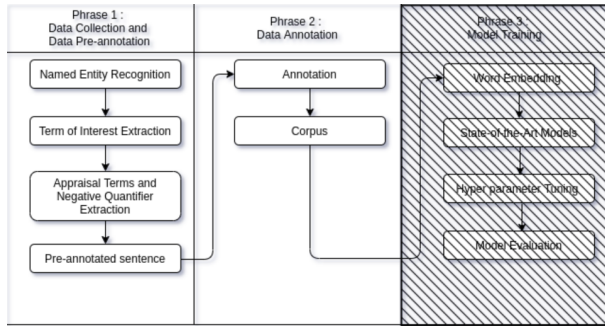 Phrase 1 :
Data Collection and
Data Pre-annotation
Named Entity Recognition
Term of Interest Extraction
Appraisal Terms and
Negative Quantifier
Extraction
Pre-annotated sentence
Phrase 2 :
Data Annotation
Annotation
Corpus
Phrase 3 :
Model Training
Word Embedding
State-of-the-Art Models
Hyper parameter Tuning
Model Evaluation